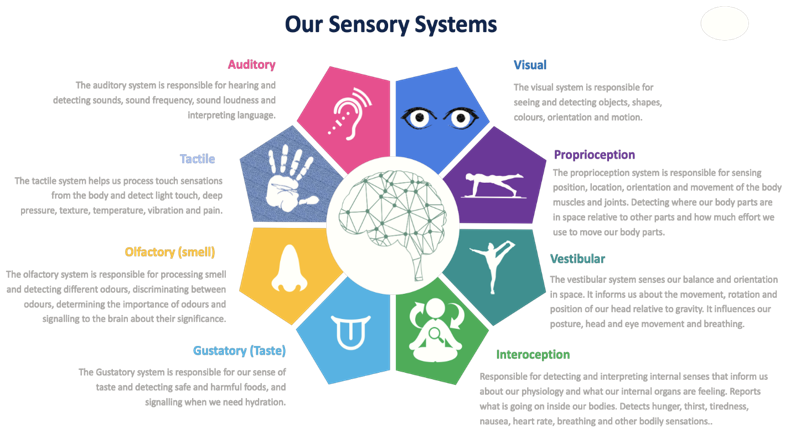 Our Sensory Systems
Auditory
The auditory system is responsible for hearing and
detecting sounds, sound frequency, sound loudness and
interpreting language.
Visual
The visual system is responsible for
seeing and detecting objects, shapes,
colours, orientation and motion.
Tactile
The tactile system helps us process touch sensations
from the body and detect light touch, deep
pressure, texture, temperature, vibration and pain.
Proprioception
The proprioception system is responsible for sensing
position, location, orientation and movement of the body
muscles and joints. Detecting where our body parts are
in space relative to other parts and how much effort we
use to move our body parts.
Olfactory (smell)
The olfactory system is responsible for processing smell
and detecting different odours, discriminating between
odours, determining the importance of odours and
signalling to the brain about their significance.
Vestibular
The vestibular system senses our balance and orientation
in space. It informs us about the movement, rotation and
position of our head relative to gravity. It influences our
posture, head and eye movement and breathing.
Gustatory (Taste)
The Gustatory system is responsible for our sense of
taste and detecting safe and harmful foods, and
signalling when we need hydration.
Interoception
Responsible for detecting and interpreting internal senses that inform us
about our physiology and what our internal organs are feeling. Reports
what is going on inside our bodies. Detects hunger, thirst, tiredness,
nausea, heart rate, breathing and other bodily sensations..